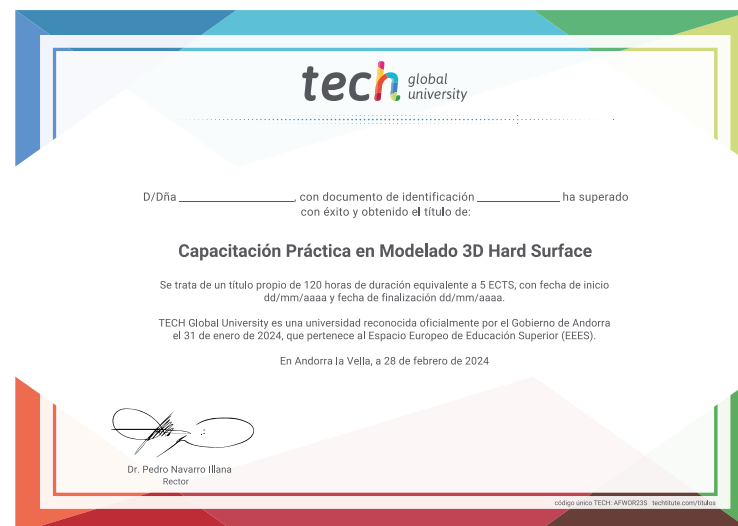 tech global university
D/Dña ______________, con documento de identificación ______________ ha superado
con éxito y obtenido el título de:
Capacitación Práctica en Modelado 3D Hard Surface
Se trata de un título propio de 120 horas de duración equivalente a 5 ECTS, con fecha de inicio
dd/mm/aaaa y fecha de finalización dd/mm/aaaa.
TECH Global University es una universidad reconocida oficialmente por el Gobierno de Andorra
el 31 de enero de 2024, que pertenece al Espacio Europeo de Educación Superior (EEES).
En Andorra la Vella, a 28 de febrero de 2024
Dr. Pedro Navarro Illana
Rector
código único TECH: AFWOR23S techtitute.com/titulos